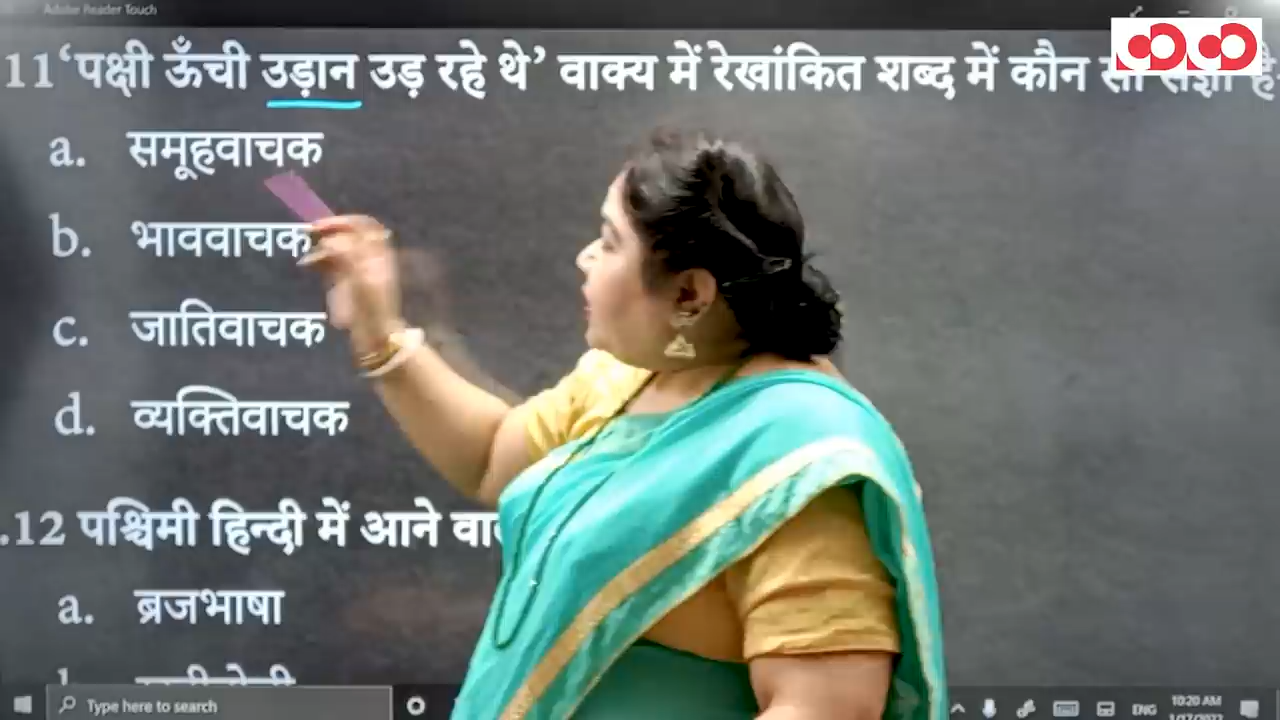 Adobe Reader Touch
11 ‘पक्षी ऊँची उड़ान उड़ रहे थे’ वाक्य में रेखांकित शब्द में कौन सी संज्ञा है
a. समूहवाचक
b. भाववाचक
c. जातिवाचक
d. व्यक्तिवाचक
.12 पश्चिमी हिन्दी में आने
a. ब्रजभाषा
Type here to search
ENG
10:20 AM